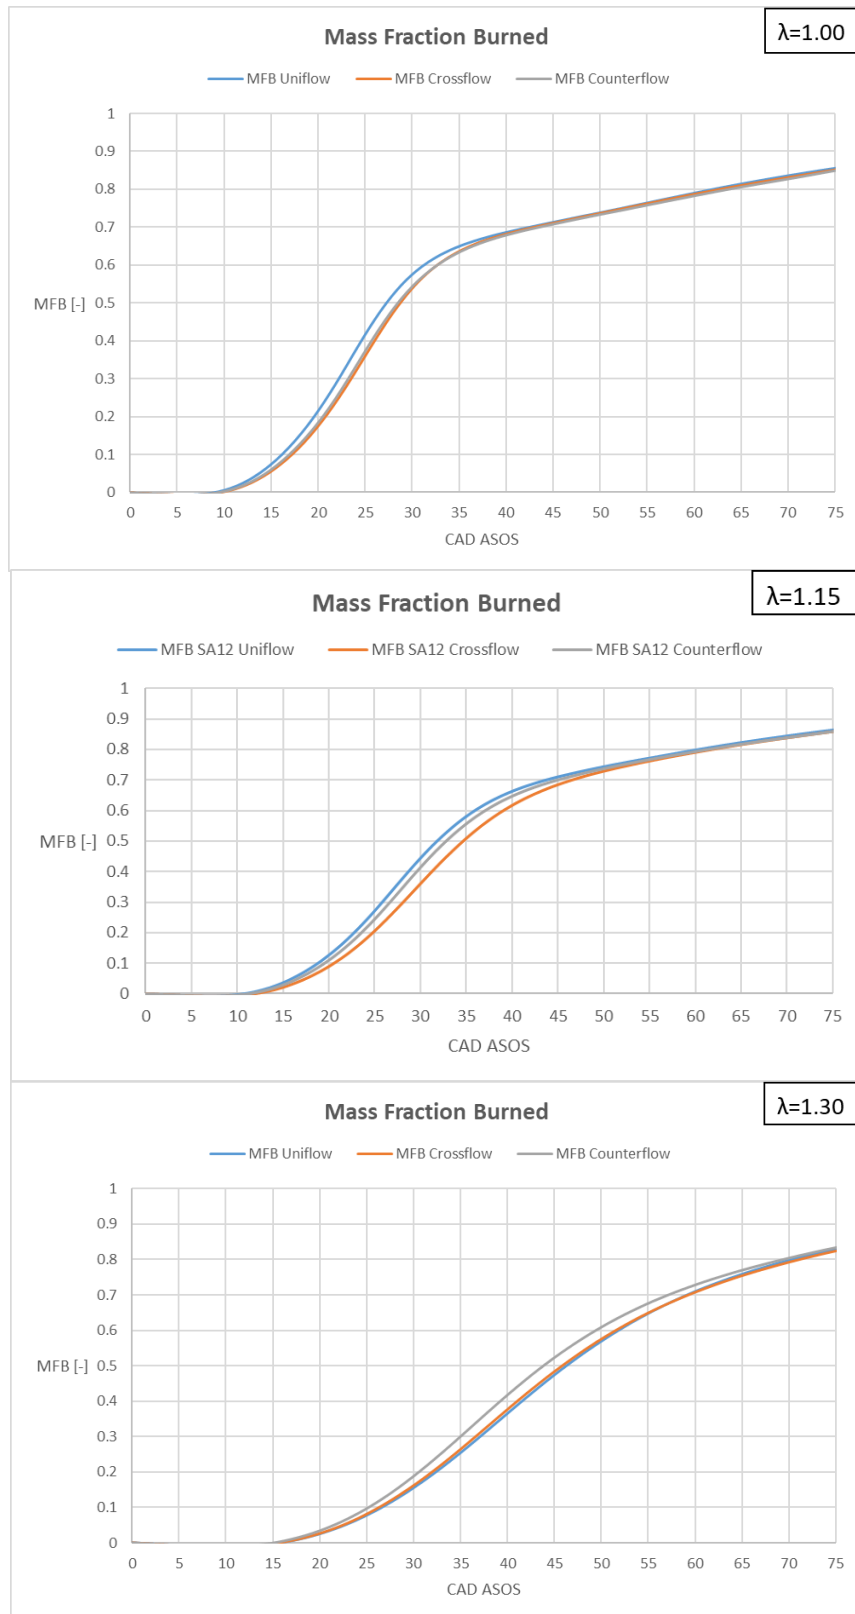 Mass Fraction Burned
λ=1.00
MFB Uniflow MFB Crossflow MFB Counterflow
1
0.9
0.8
0.7
0.6
MFB [-] 0.5
0.4
0.3
0.2
0.1
0
0 5 10 15 20 25 30 35 40 45 50 55 60 65 70 75
CAD ASOS
Mass Fraction Burned
λ=1.15
MFB SA12 Uniflow MFB SA12 Crossflow MFB SA12 Counterflow
1
0.9
0.8
0.7
0.6
MFB [-] 0.5
0.4
0.3
0.2
0.1
0
0 5 10 15 20 25 30 35 40 45 50 55 60 65 70 75
CAD ASOS
Mass Fraction Burned
λ=1.30
MFB Uniflow MFB Crossflow MFB Counterflow
1
0.9
0.8
0.7
0.6
MFB [-] 0.5
0.4
0.3
0.2
0.1
0
0 5 10 15 20 25 30 35 40 45 50 55 60 65 70 75
CAD ASOS